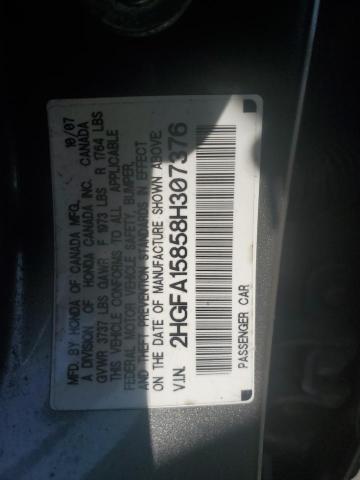 MFD. BY HONDA OF CANADA MFG. 10/07
A DIVISION OF HONDA CANADA INC. CANADA
GVWR 3737 LBS GAWR F 1973 LBS R 1764 LBS
THIS VEHICLE CONFORMS TO ALL APPLICABLE
FEDERAL MOTOR VEHICLE SAFETY, BUMPER,
AND THEFT PREVENTION STANDARDS IN EFFECT
ON THE DATE OF MANUFACTURE SHOWN ABOVE.
V.I.N. 2HGFA15858H307376
PASSENGER CAR